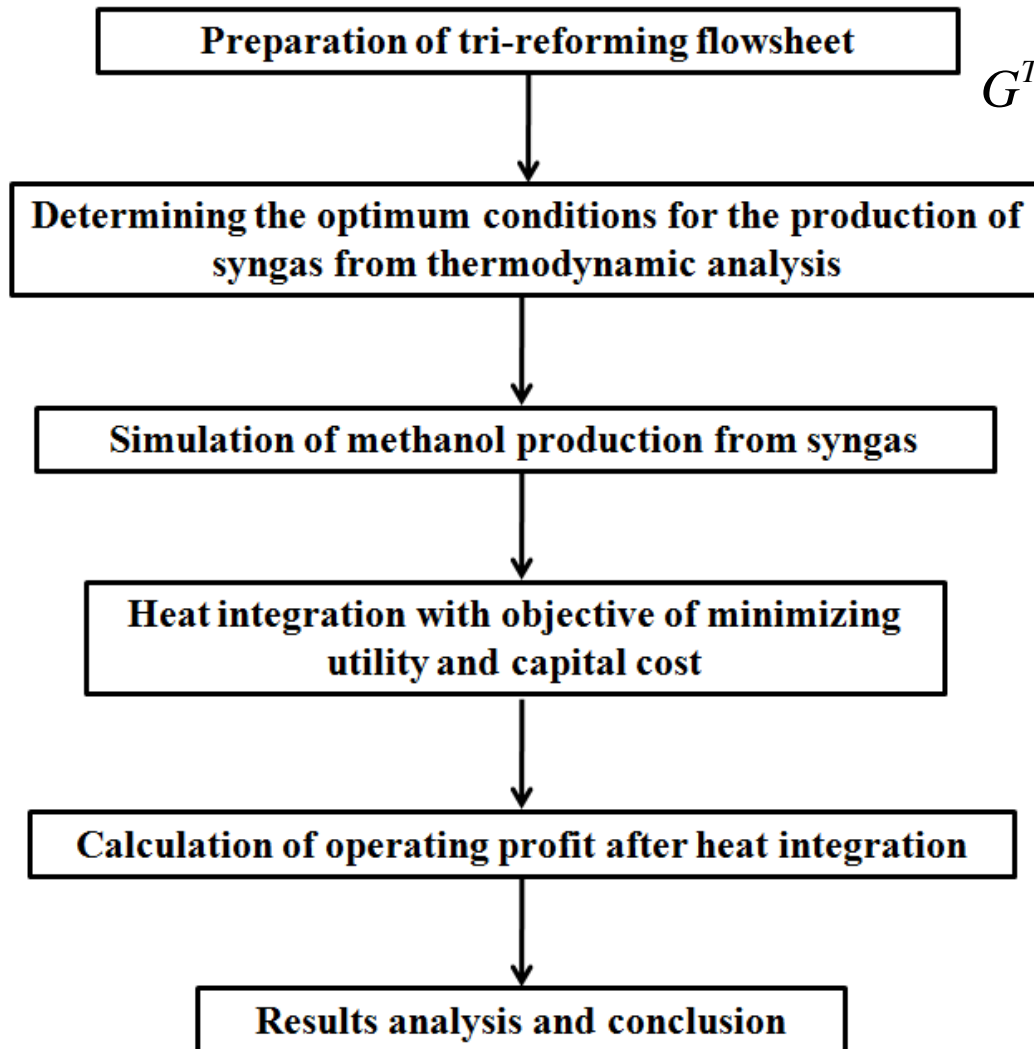 Preparation of tri-reforming flowsheet
G^T
Determining the optimum conditions for the production of
syngas from thermodynamic analysis
Simulation of methanol production from syngas
Heat integration with objective of minimizing
utility and capital cost
Calculation of operating profit after heat integration
Results analysis and conclusion